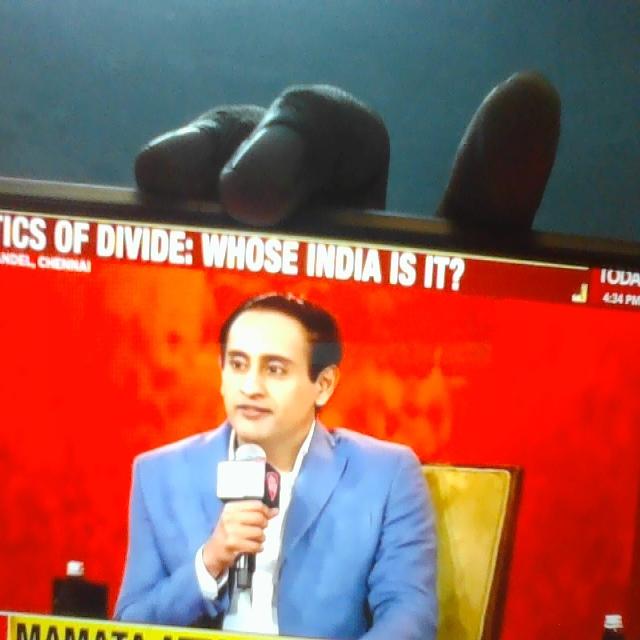 TICS OF DIVIDE: WHOSE INDIA IS IT?
ANDEL, CHENNAI
TODA
4:34 PM
MAMATA